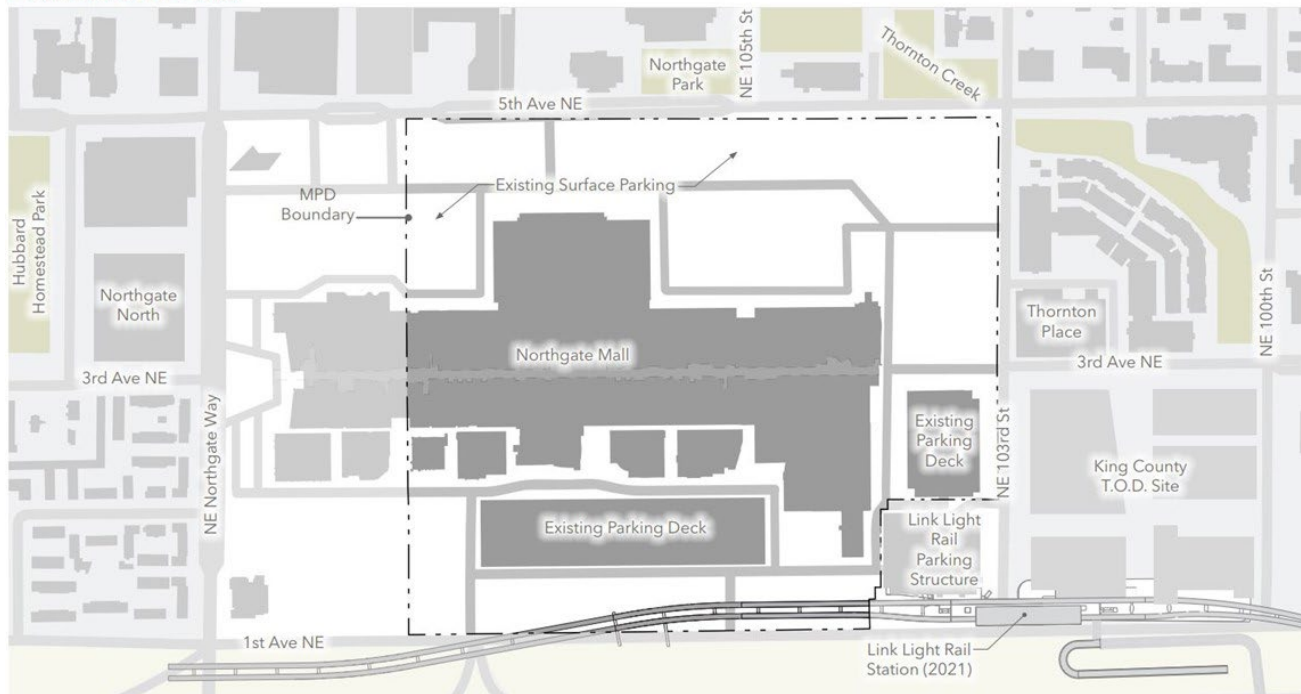 Northgate
Park
NE 105th St
Thornton
Creek
5th Ave NE
Hubbard
Homestead Park
MPD
Boundary
Existing Surface Parking
Northgate
North
Thornton
Place
NE 100th St
3rd Ave NE
Northgate Mall
3rd Ave NE
NE Northgate Way
Existing
Parking
Deck
NE 103rd St
King County
T.O.D. Site
Existing Parking Deck
Link Light
Rail
Parking
Structure
1st Ave NE
Link Light Rail
Station (2021)